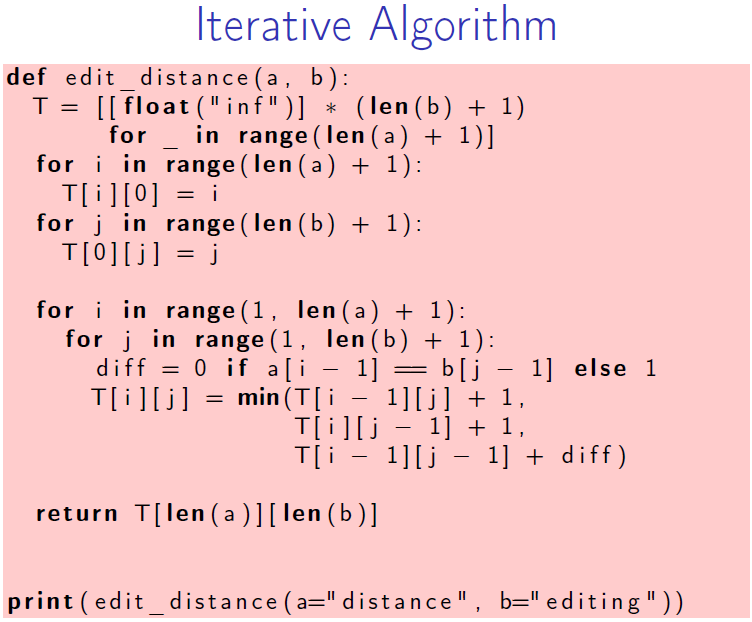 Iterative Algorithm
def edit_distance(a, b):
  T = [[float("inf")] * (len(b) + 1)
       for _ in range(len(a) + 1)]
  for i in range(len(a) + 1):
    T[i][0] = i
  for j in range(len(b) + 1):
    T[0][j] = j

  for i in range(1, len(a) + 1):
    for j in range(1, len(b) + 1):
      diff = 0 if a[i - 1] == b[j - 1] else 1
      T[i][j] = min(T[i - 1][j] + 1,
                    T[i][j - 1] + 1,
                    T[i - 1][j - 1] + diff)

  return T[len(a)][len(b)]


print(edit_distance(a="distance", b="editing"))